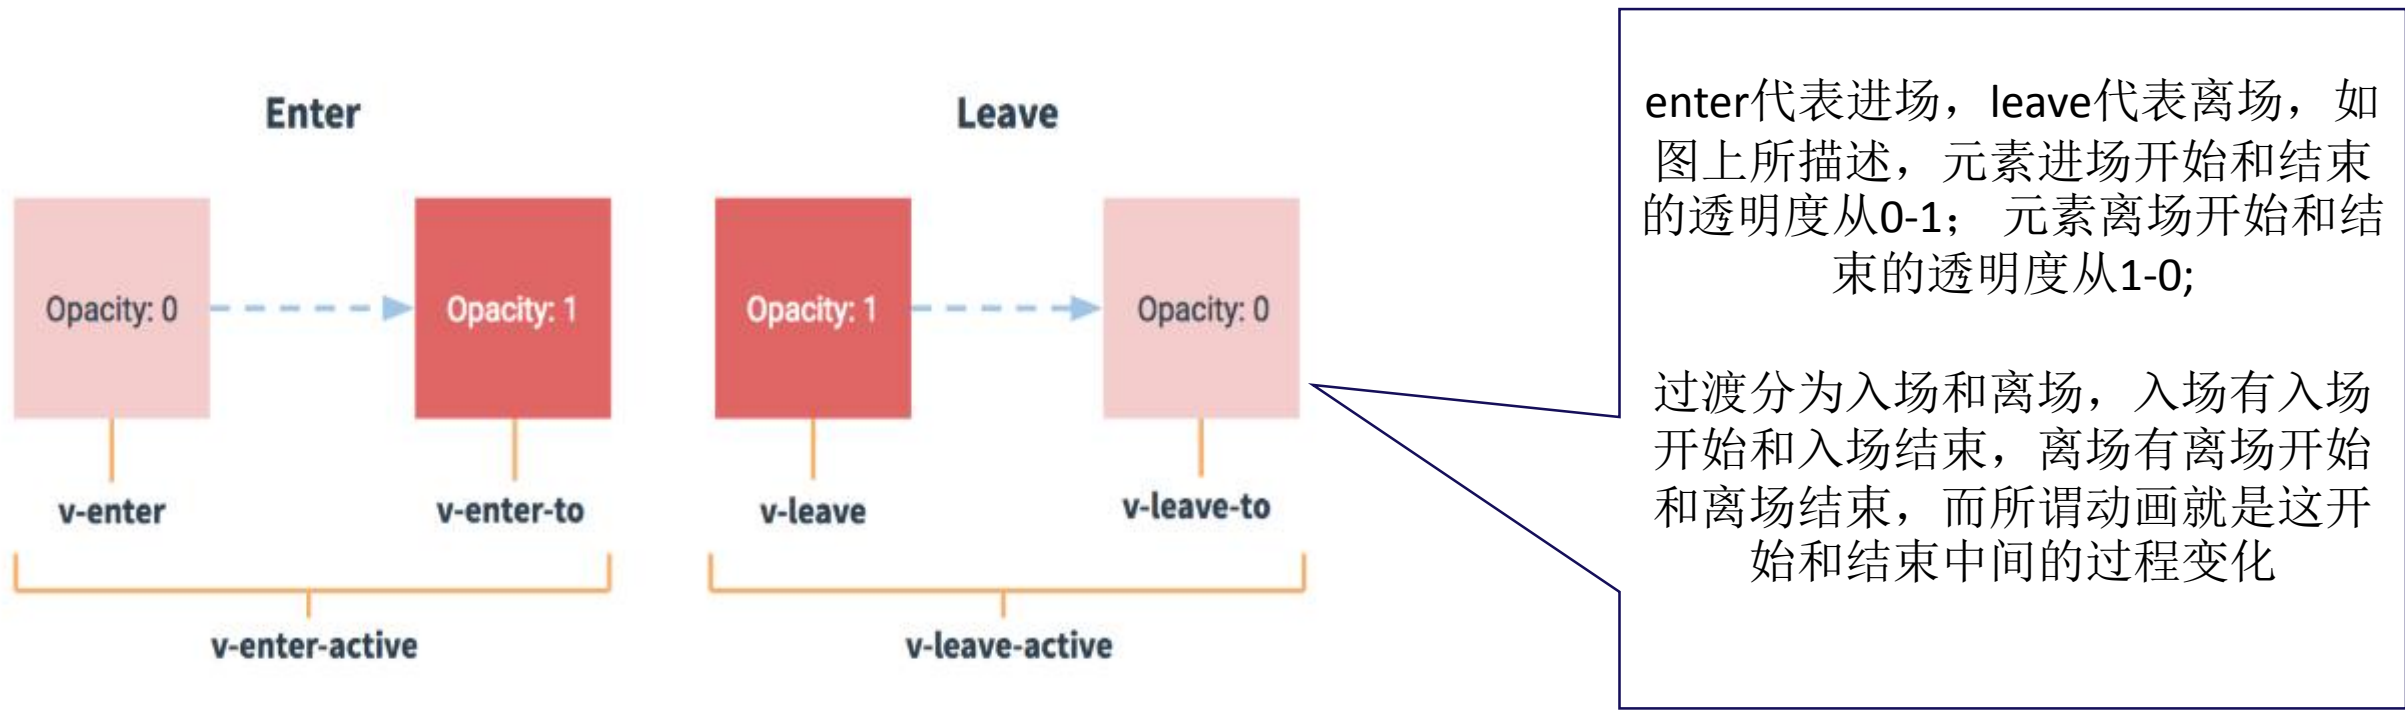 Enter
Leave
Opacity: 0
Opacity: 1
Opacity: 1
Opacity: 0
v-enter
v-enter-to
v-leave
v-leave-to
v-enter-active
v-leave-active
enter代表进场，leave代表离场，如
图上所描述，元素进场开始和结束
的透明度从0-1； 元素离场开始和结
束的透明度从1-0;
过渡分为入场和离场，入场有入场
开始和入场结束，离场有离场开始
和离场结束，而所谓动画就是这开
始和结束中间的过程变化